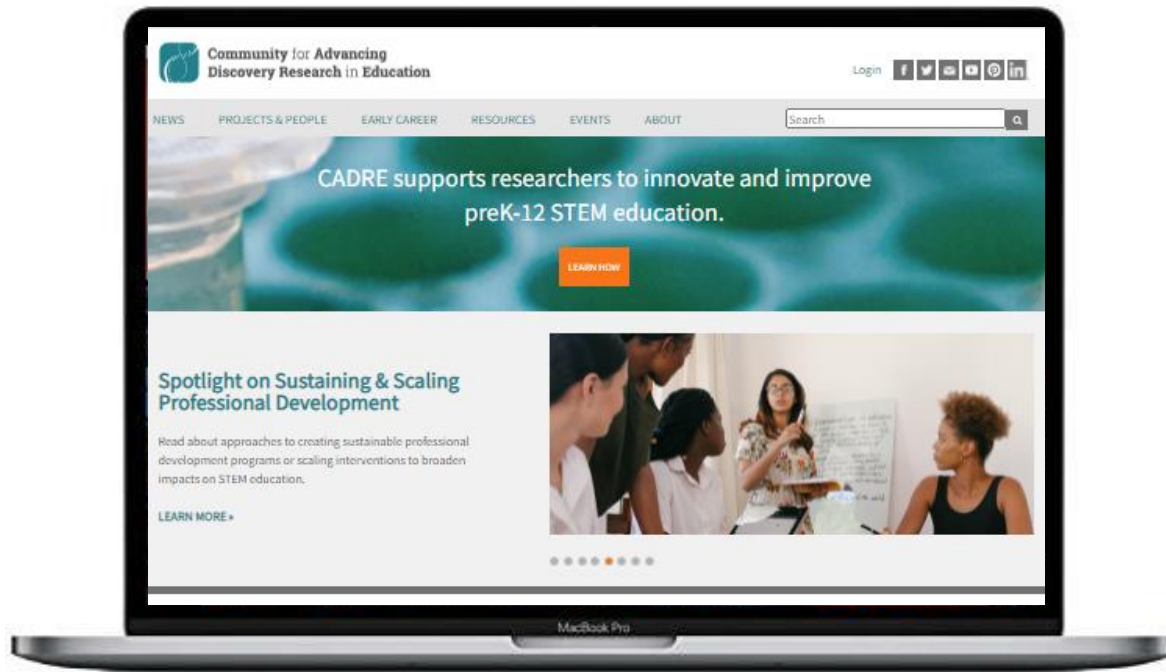 Community for Advancing
Discovery Research in Education
Login
NEWS PROJECTS & PEOPLE EARLY CAREER RESOURCES EVENTS ABOUT Search
CADRE supports researchers to innovate and improve
preK-12 STEM education.
LEARN HOW
Spotlight on Sustaining & Scaling
Professional Development
Read about approaches to creating sustainable professional
development programs or scaling interventions to broaden
impacts on STEM education.
LEARN MORE »
MacBook Pro